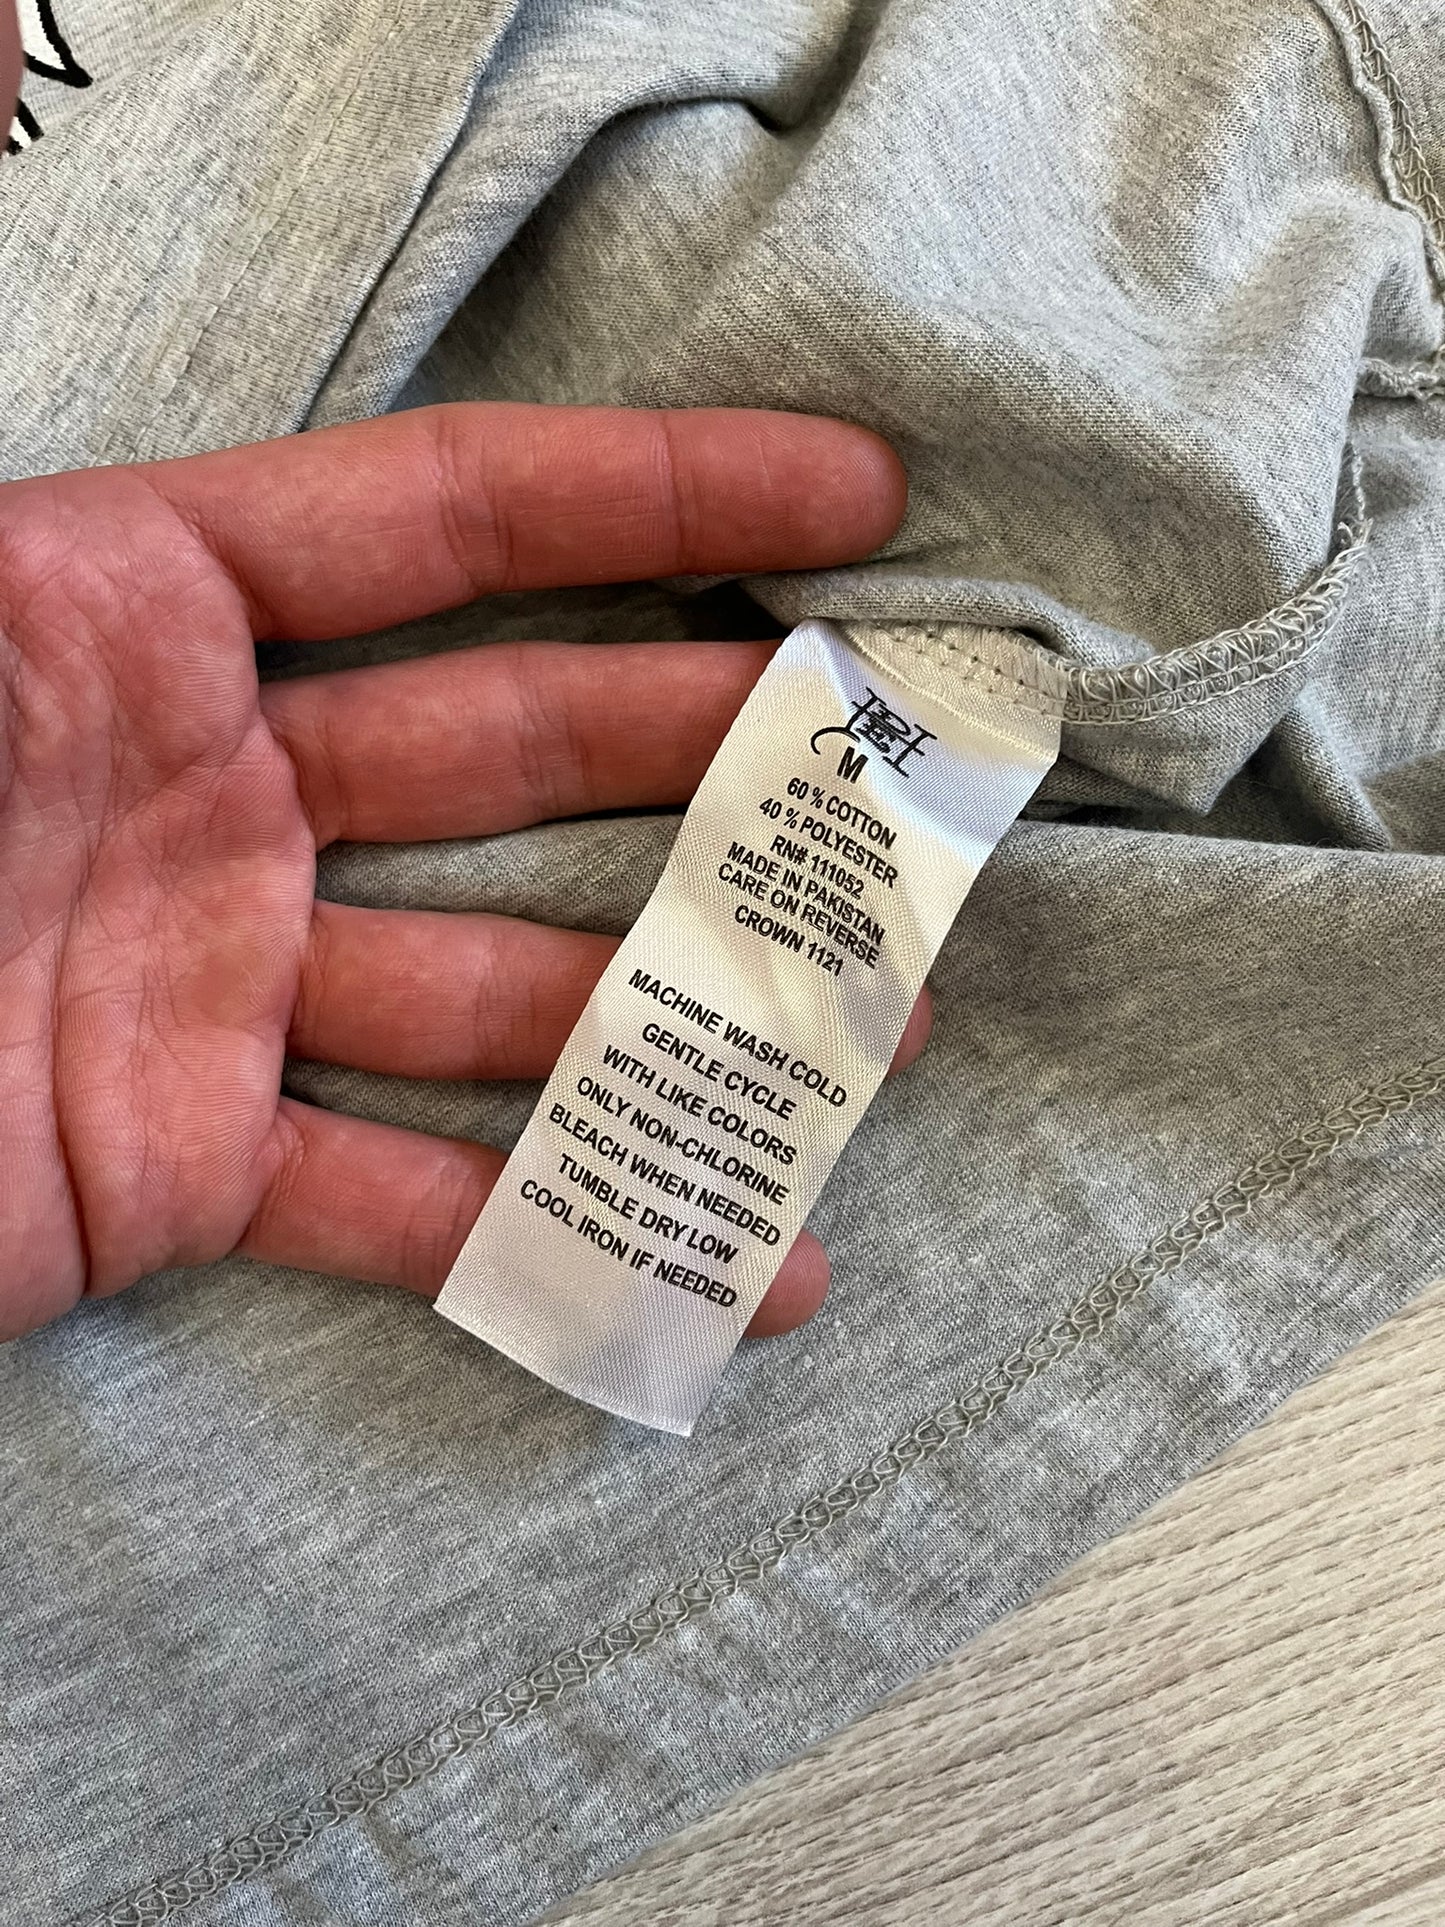 M
60 % COTTON
40 % POLYESTER
RN# 111052
MADE IN PAKISTAN
CARE ON REVERSE
CROWN 1121
MACHINE WASH COLD
GENTLE CYCLE
WITH LIKE COLORS
ONLY NON-CHLORINE
BLEACH WHEN NEEDED
TUMBLE DRY LOW
COOL IRON IF NEEDED